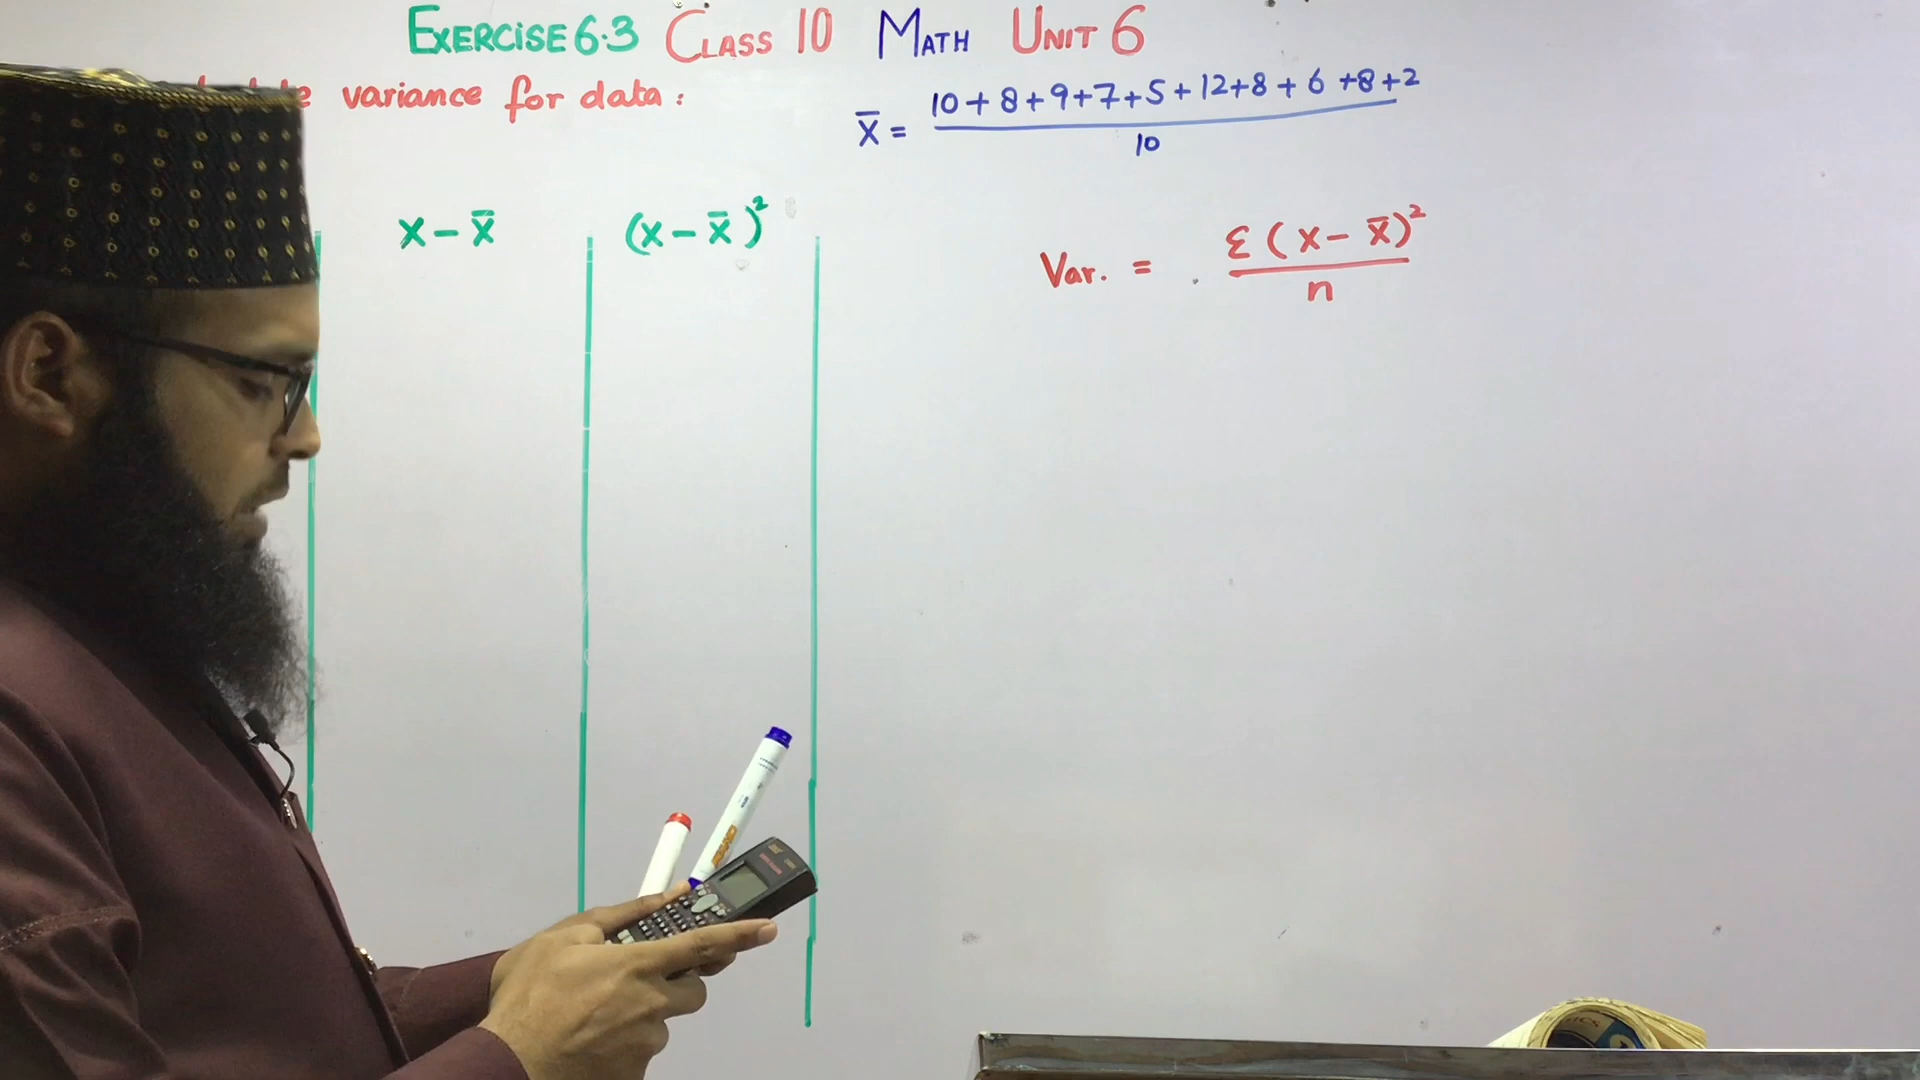 EXERCISE 6.3 CLASS 10 MATH UNIT 6
variance for data :
X̄ = 10 + 8 + 9 + 7 + 5 + 12 + 8 + 6 + 8 + 2
10
x - x̄
(x - x̄)²
Var. = Σ (x - x̄)²
n